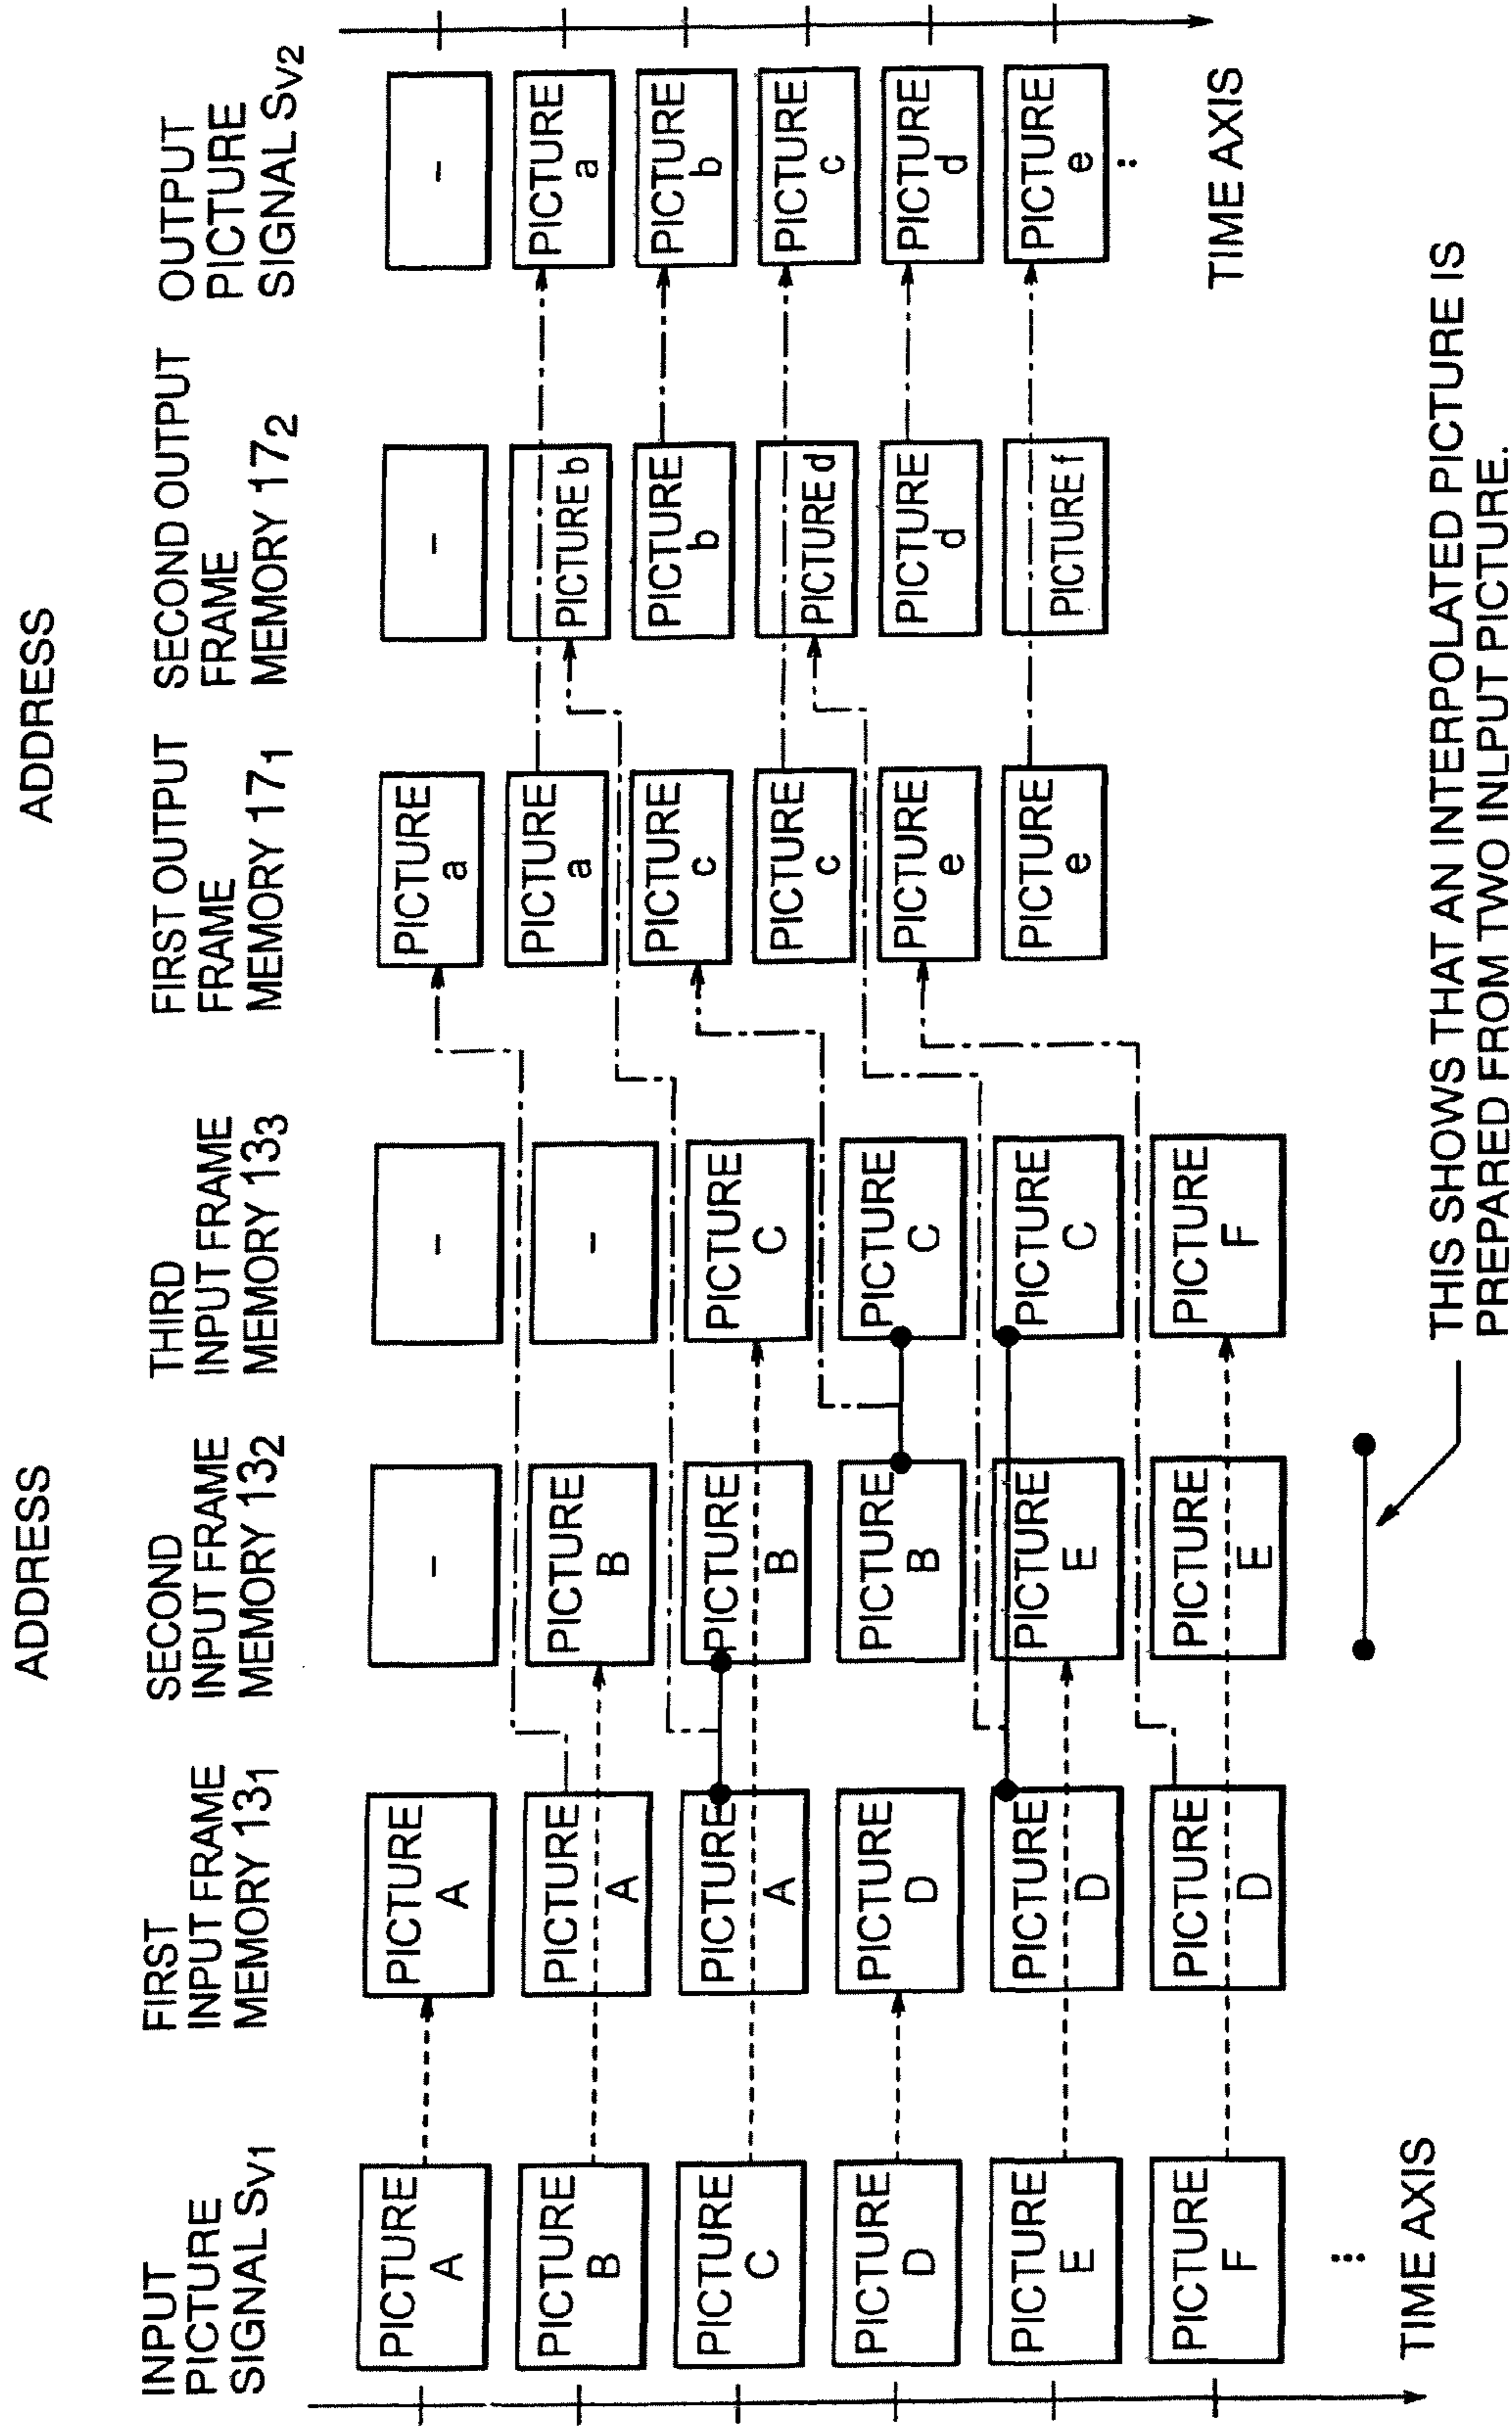 ADDRESS
ADDRESS
INPUT
PICTURE
SIGNAL SV1
FIRST
INPUT FRAME
MEMORY 131
SECOND
INPUT FRAME
MEMORY 132
THIRD
INPUT FRAME
MEMORY 133
FIRST OUTPUT
FRAME
MEMORY 171
SECOND OUTPUT
FRAME
MEMORY 172
OUTPUT
PICTURE
SIGNAL SV2
PICTURE
A
PICTURE
A
-
-
PICTURE
a
-
-
PICTURE
B
PICTURE
A
PICTURE
B
-
PICTURE
a
PICTURE b
PICTURE
a
PICTURE
C
PICTURE
A
PICTURE
B
PICTURE
C
PICTURE
c
PICTURE
b
PICTURE
b
PICTURE
D
PICTURE
D
PICTURE
B
PICTURE
C
PICTURE
c
PICTURE d
PICTURE
c
PICTURE
E
PICTURE
D
PICTURE
E
PICTURE
C
PICTURE
e
PICTURE
d
PICTURE
d
PICTURE
F
PICTURE
D
PICTURE
E
PICTURE
F
PICTURE
e
PICTURE f
PICTURE
e
TIME AXIS
TIME AXIS
THIS SHOWS THAT AN INTERPOLATED PICTURE IS
PREPARED FROM TWO INLPUT PICTURE.